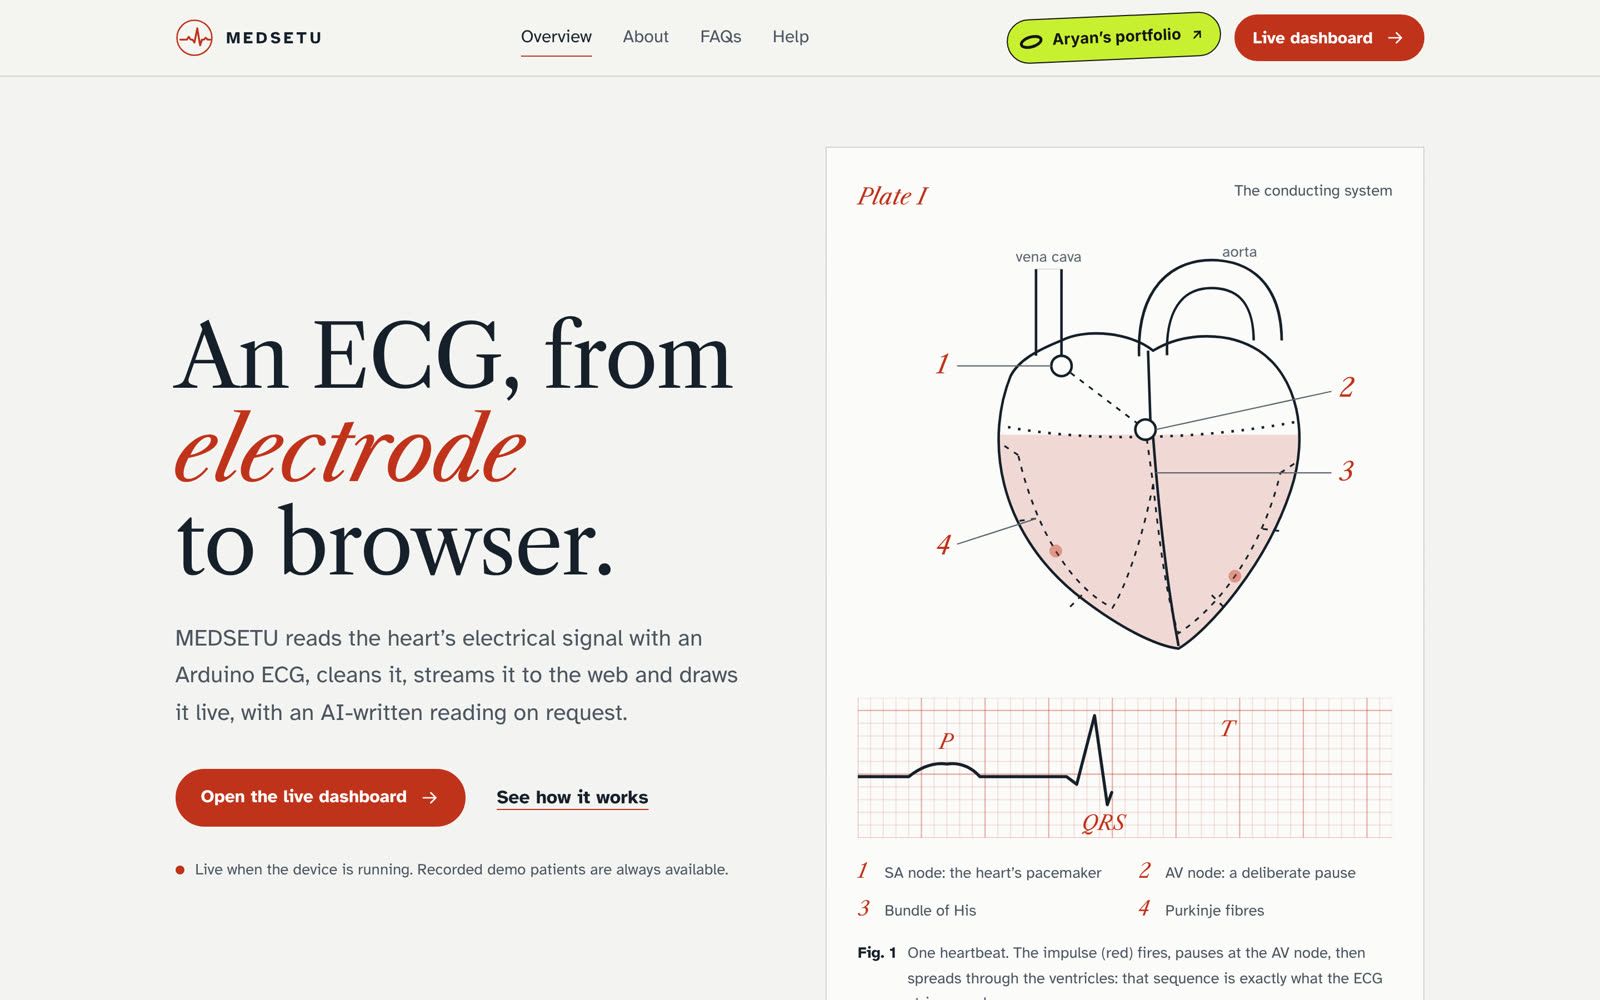 MEDSETU
Overview
About
FAQs
Help
Aryan's portfolio ↗
Live dashboard →
An ECG, from
electrode
to browser.
MEDSETU reads the heart’s electrical signal with an
Arduino ECG, cleans it, streams it to the web and draws
it live, with an AI-written reading on request.
Open the live dashboard →
See how it works
Live when the device is running. Recorded demo patients are always available.
Plate I
The conducting system
vena cava
aorta
1
2
3
4
P
T
QRS
1 SA node: the heart’s pacemaker
2 AV node: a deliberate pause
3 Bundle of His
4 Purkinje fibres
Fig. 1 One heartbeat. The impulse (red) fires, pauses at the AV node, then
spreads through the ventricles: that sequence is exactly what the ECG